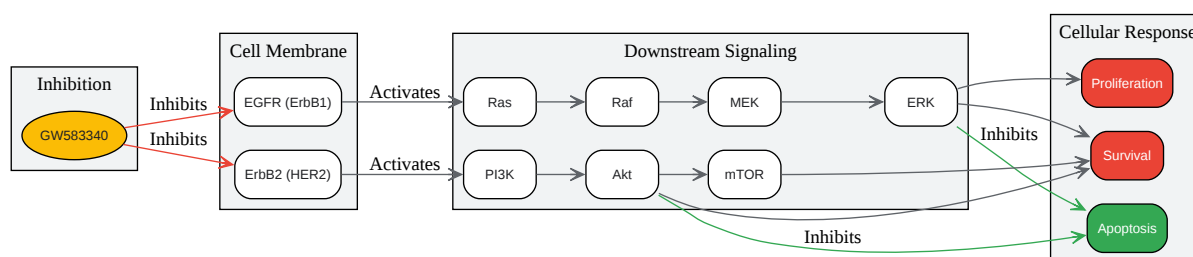 Inhibition
GW583340
Inhibits
Inhibits
Cell Membrane
EGFR (ErbB1)
ErbB2 (HER2)
Activates
Activates
Downstream Signaling
Ras
Raf
MEK
ERK
PI3K
Akt
mTOR
Inhibits
Inhibits
Cellular Response
Proliferation
Survival
Apoptosis